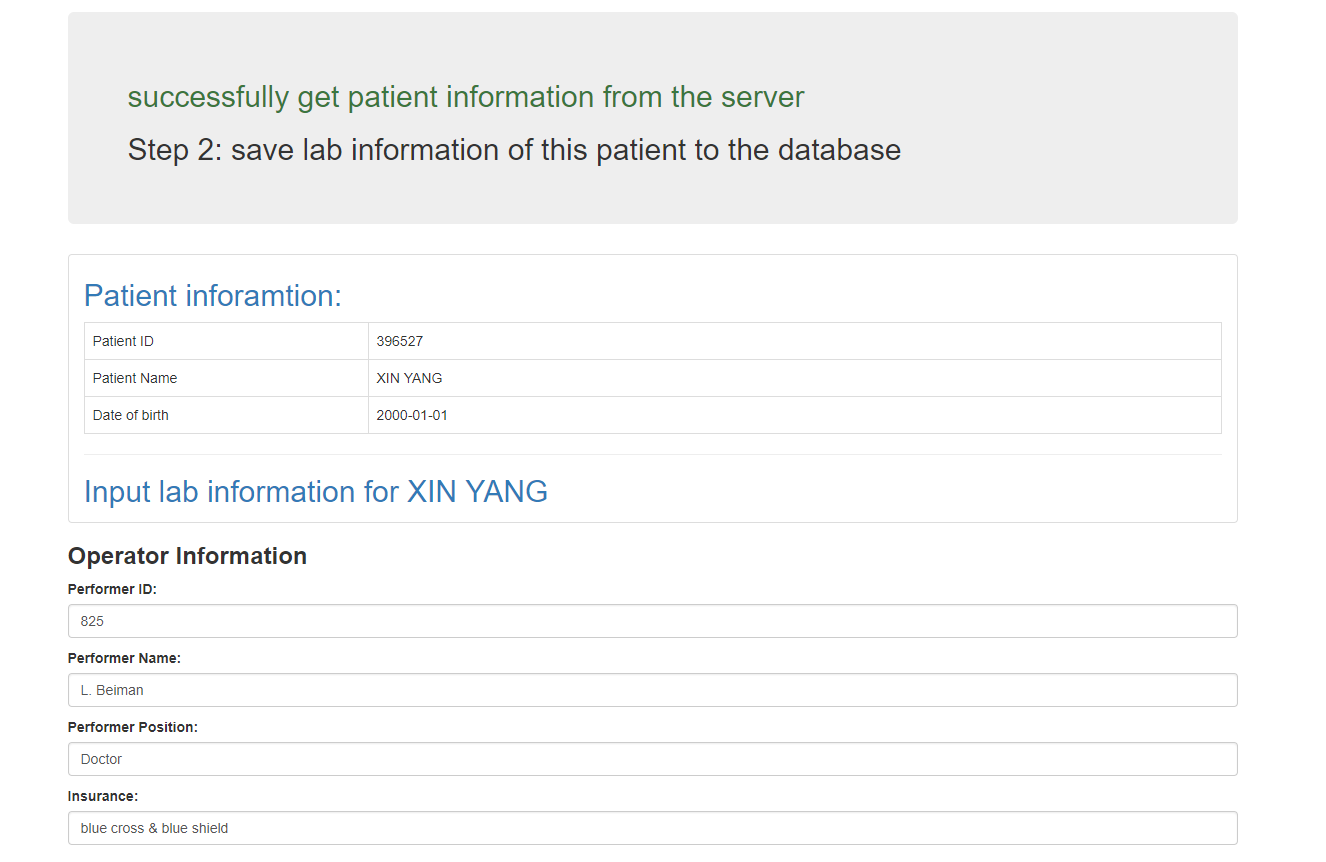 successfully get patient information from the server
Step 2: save lab information of this patient to the database
Patient inforamtion:
Patient ID 396527
Patient Name XIN YANG
Date of birth 2000-01-01
Input lab information for XIN YANG
Operator Information
Performer ID:
825
Performer Name:
L. Beiman
Performer Position:
Doctor
Insurance:
blue cross & blue shield